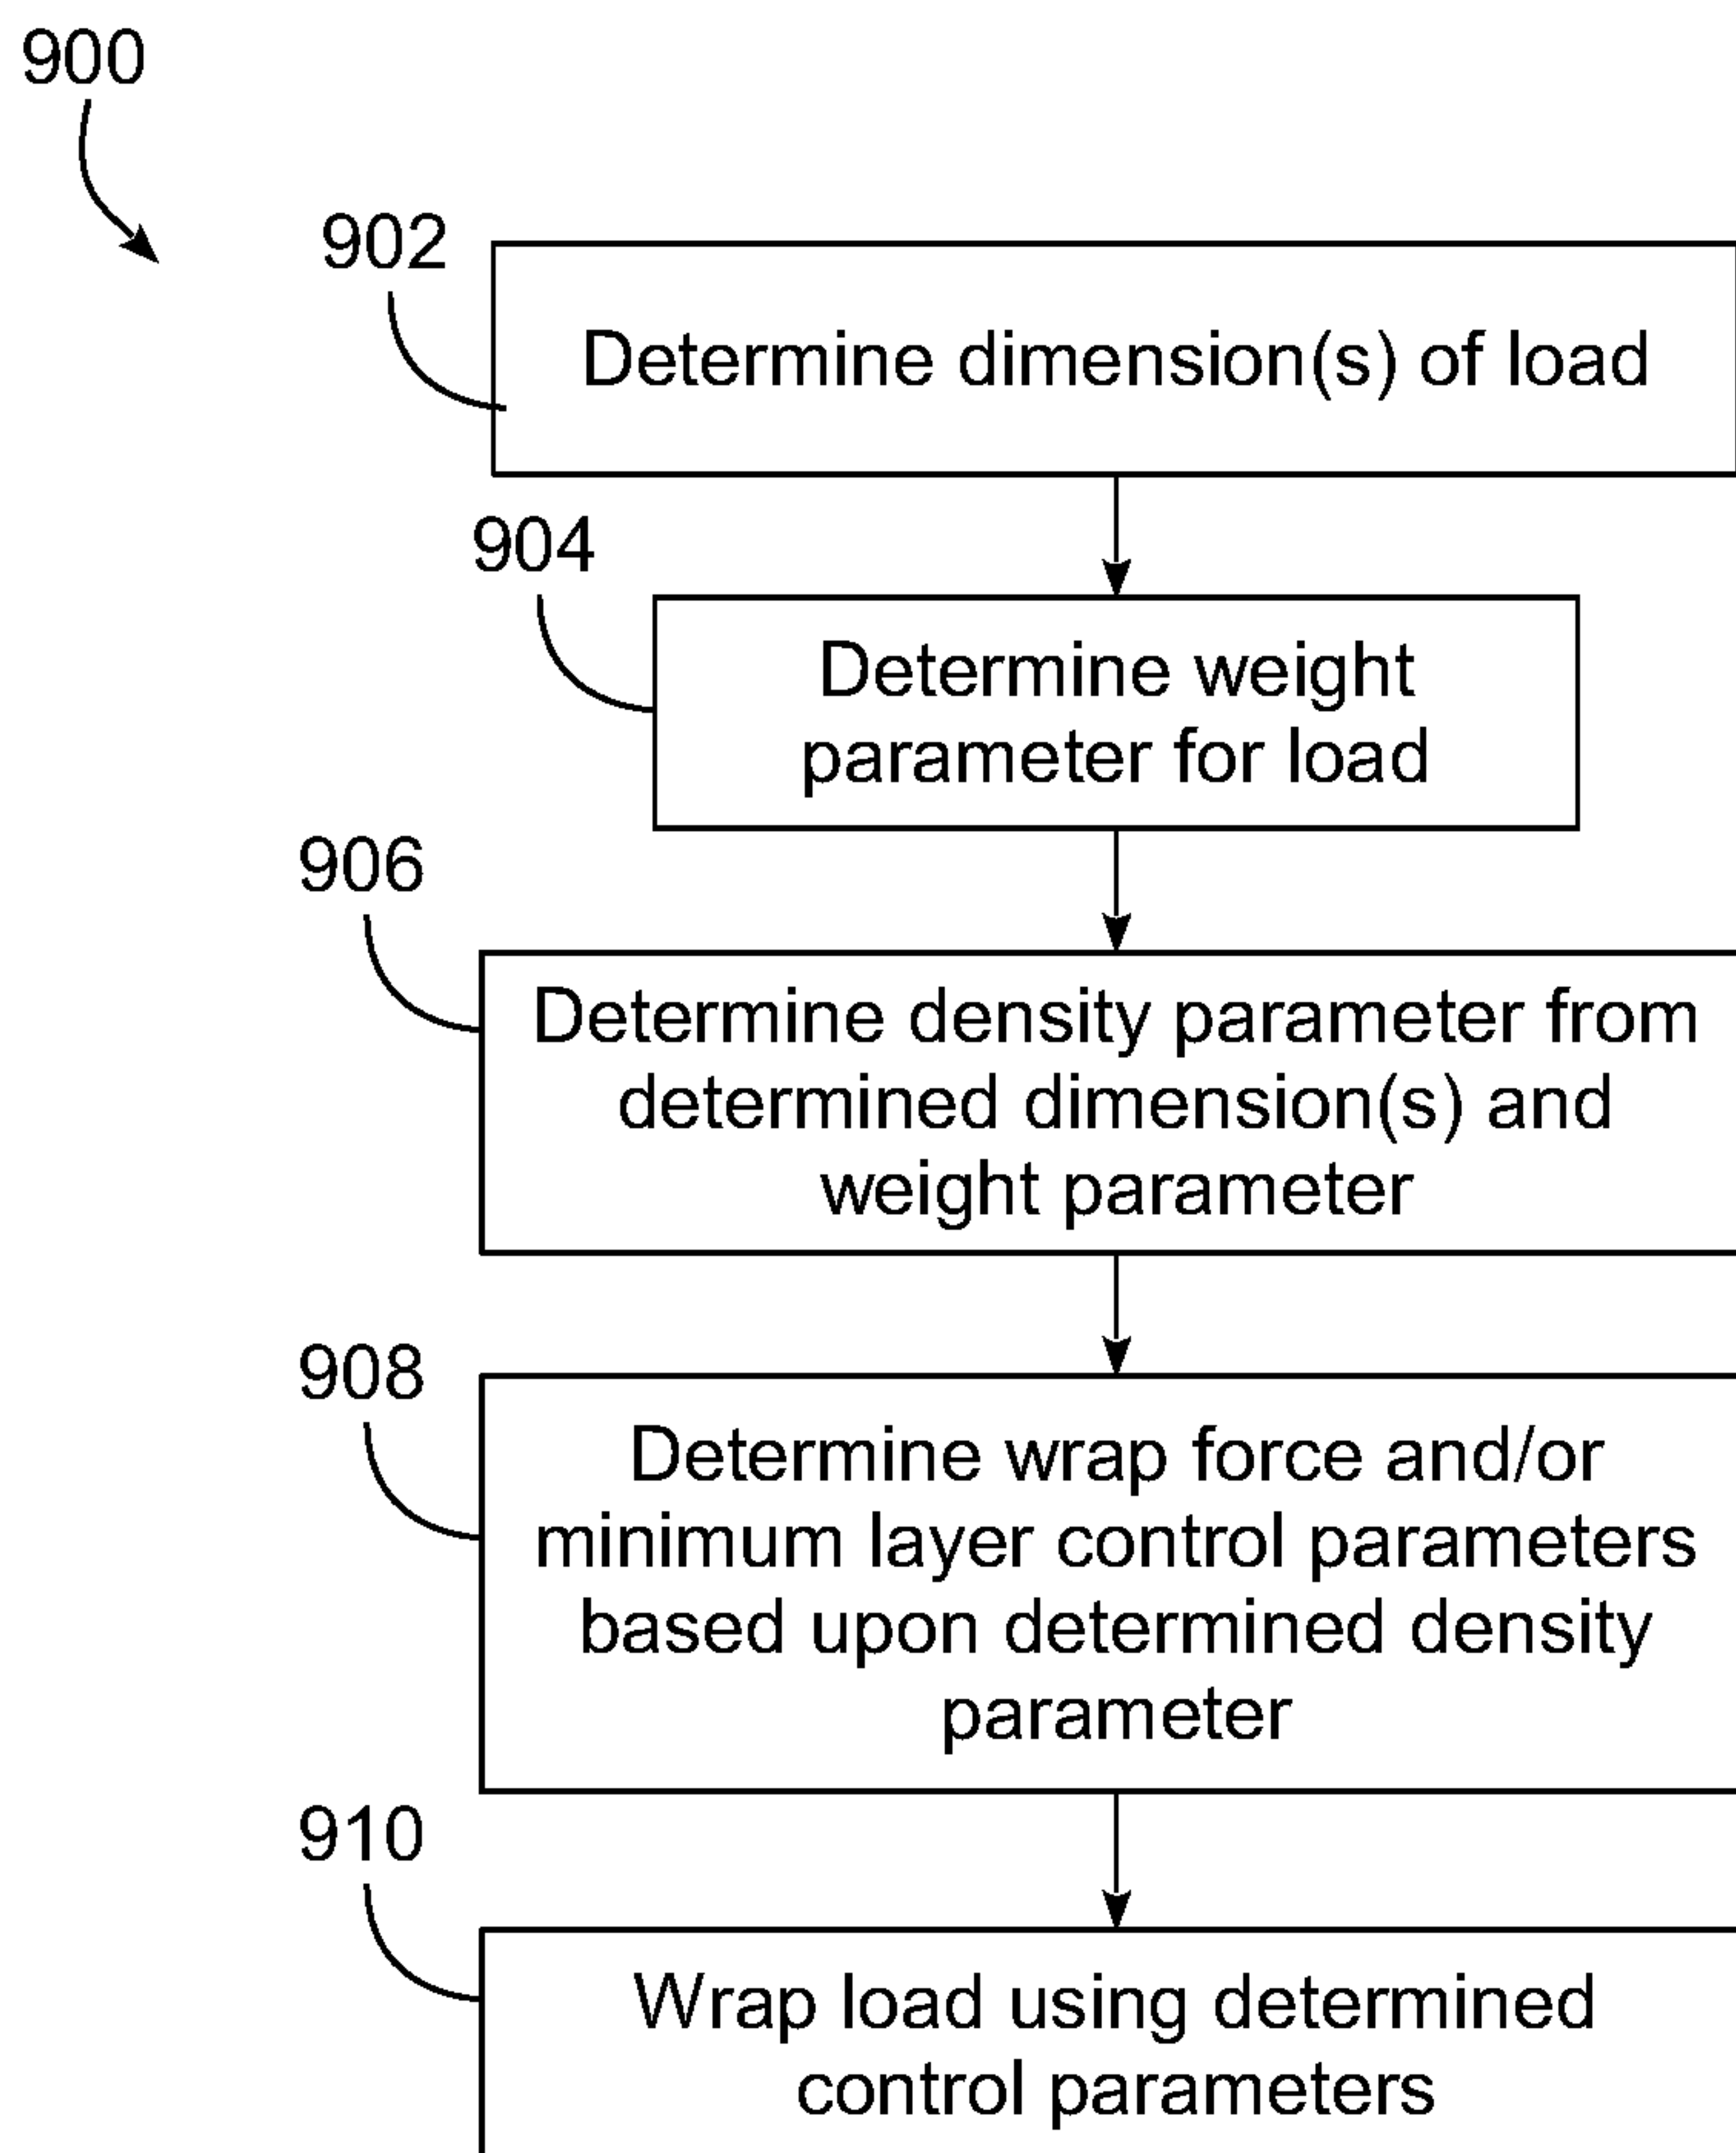 900
902
Determine dimension(s) of load
904
Determine weight
parameter for load
906
Determine density parameter from
determined dimension(s) and
weight parameter
908
Determine wrap force and/or
minimum layer control parameters
based upon determined density
parameter
910
Wrap load using determined
control parameters